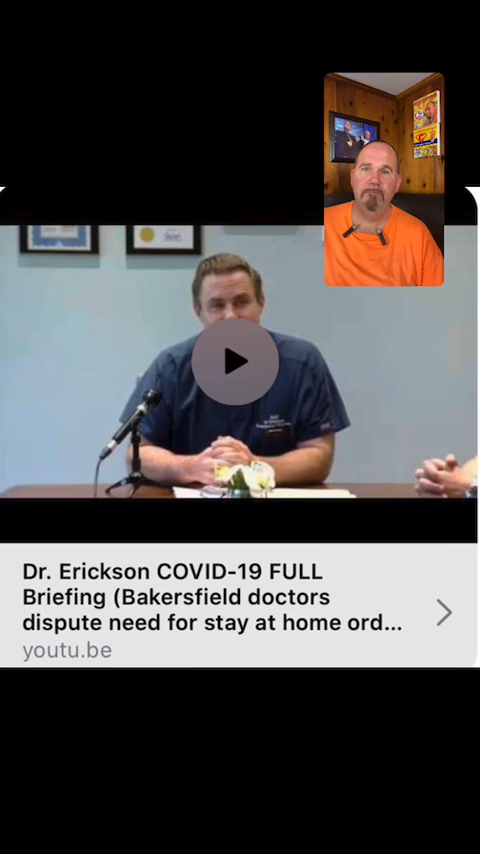 Dr. Erickson COVID-19 FULL
Briefing (Bakersfield doctors
dispute need for stay at home ord...
youtu.be